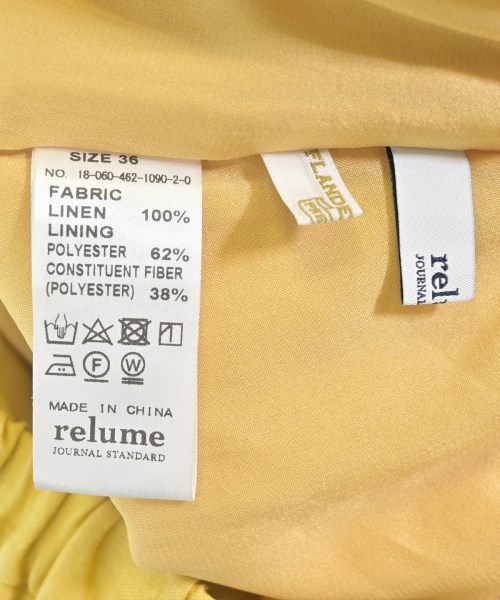 SIZE 36
NO. 18-060-462-1090-2-0
FABRIC
LINEN 100%
LINING
POLYESTER 62%
CONSTITUENT FIBER
(POLYESTER) 38%
F W
MADE IN CHINA
relume
JOURNAL STANDARD
FLANDE
rel
JOURNAL